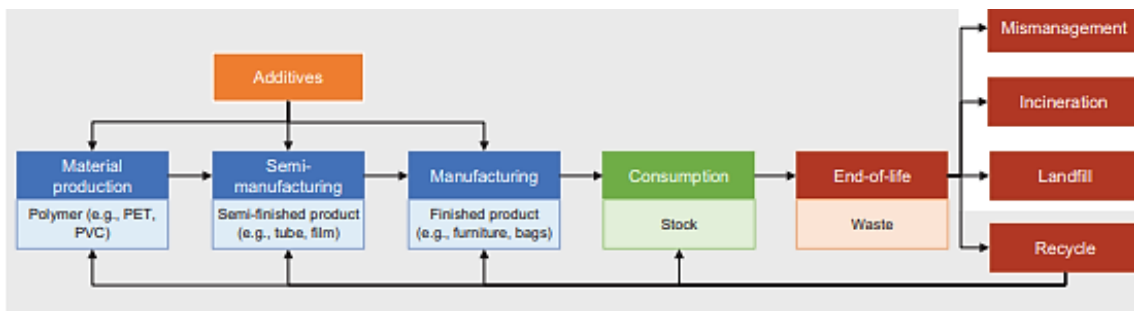 Mismanagement
Additives
Incineration
Material
production
Semi-
manufacturing
Manufacturing
Consumption
End-of-life
Landfill
Polymer (e.g., PET,
PVC)
Semi-finished product
(e.g., tube, film)
Finished product
(e.g., furniture, bags)
Stock
Waste
Recycle